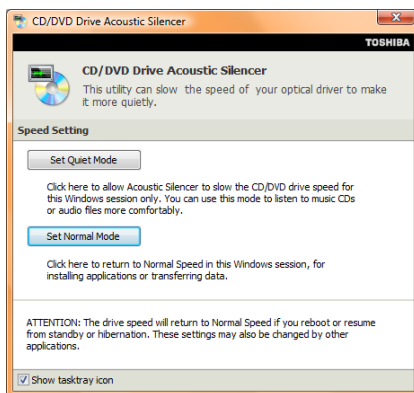 CD/DVD Drive Acoustic Silencer
TOSHIBA
CD/DVD Drive Acoustic Silencer
This utility can slow the speed of your optical driver to make
it more quietly.
Speed Setting
Set Quiet Mode
Click here to allow Acoustic Silencer to slow the CD/DVD drive speed for
this Windows session only. You can use this mode to listen to music CDs
or audio files more comfortably.
Set Normal Mode
Click here to return to Normal Speed in this Windows session, for
installing applications or transferring data.
ATTENTION: The drive speed will return to Normal Speed if you reboot or resume
from standby or hibernation. These settings may also be changed by other
applications.
Show tasktray icon